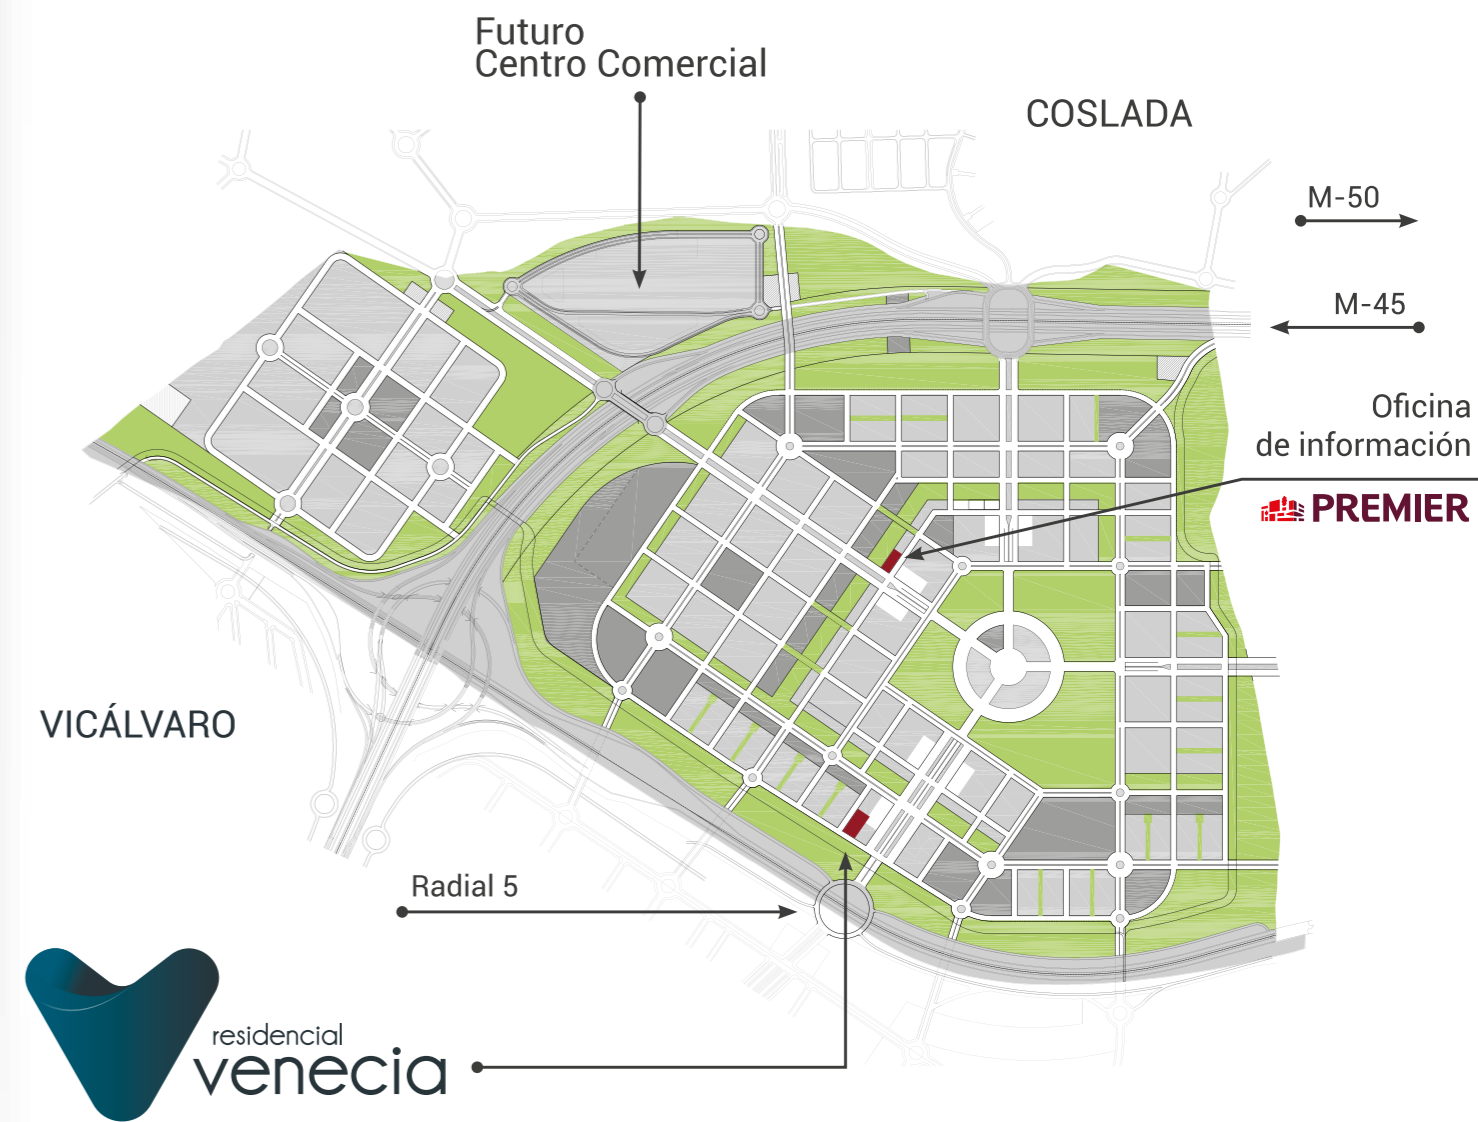 Futuro
Centro Comercial
COSLADA
M-50
M-45
Oficina
de información
PREMIER
VICÁLVARO
Radial 5
residencial
venecia